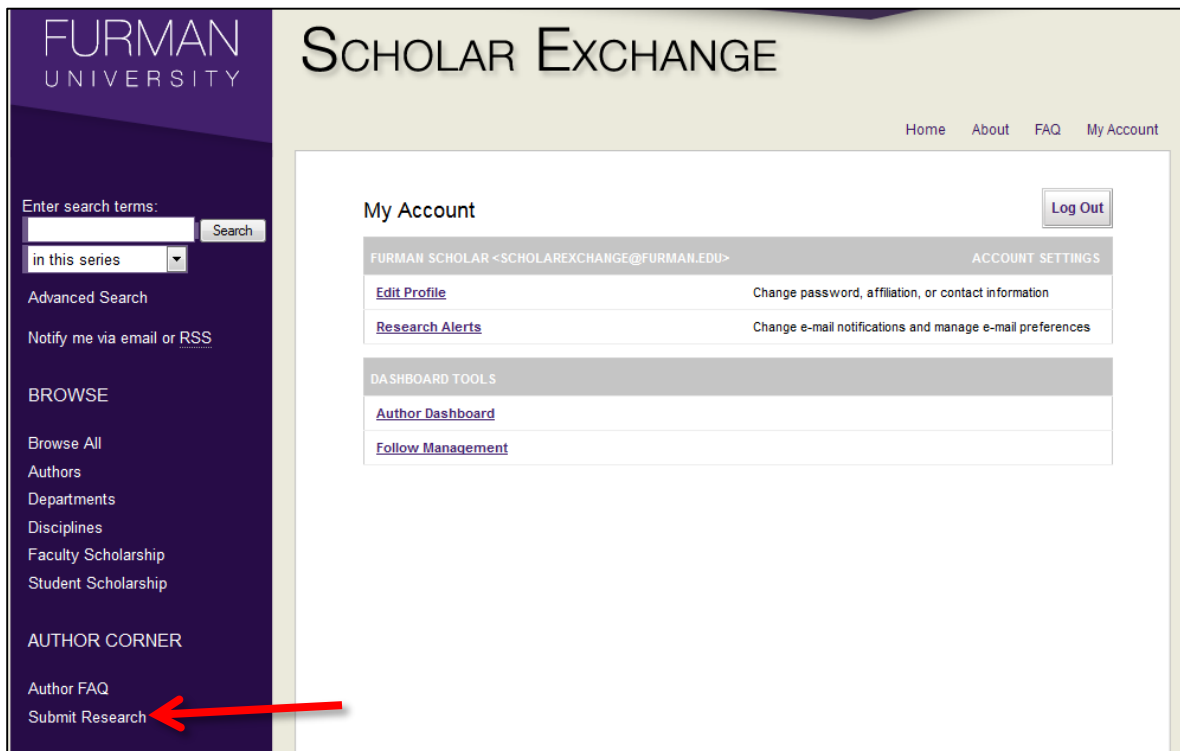 FURMAN
UNIVERSITY
SCHOLAR EXCHANGE
Home About FAQ My Account
Enter search terms:
Search
in this series
Advanced Search
Notify me via email or RSS
BROWSE
Browse All
Authors
Departments
Disciplines
Faculty Scholarship
Student Scholarship
AUTHOR CORNER
Author FAQ
Submit Research
My Account
Log Out
FURMAN SCHOLAR <SCHOLAREXCHANGE@FURMAN.EDU> ACCOUNT SETTINGS
Edit Profile Change password, affiliation, or contact information
Research Alerts Change e-mail notifications and manage e-mail preferences
DASHBOARD TOOLS
Author Dashboard
Follow Management